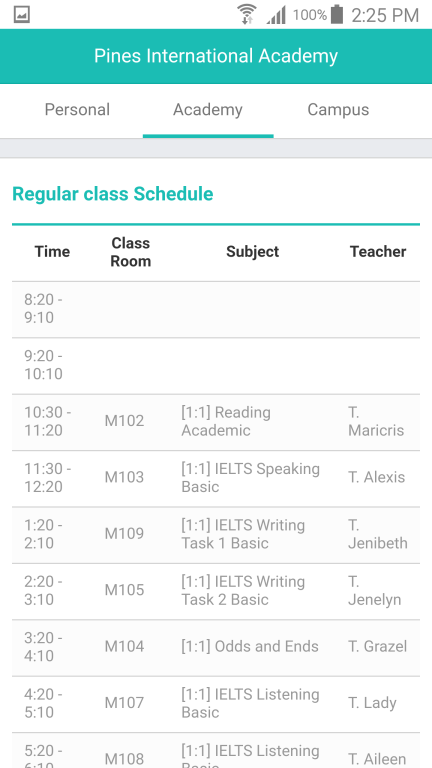 100% 2:25 PM
Pines International Academy
Personal Academy Campus
Regular class Schedule
Time Class Room Subject Teacher
8:20 -
9:10
9:20 -
10:10
10:30 -
11:20
M102
[1:1] Reading
Academic
T.
Maricris
11:30 -
12:20
M103
[1:1] IELTS Speaking
Basic
T. Alexis
1:20 -
2:10
M109
[1:1] IELTS Writing
Task 1 Basic
T.
Jenibeth
2:20 -
3:10
M105
[1:1] IELTS Writing
Task 2 Basic
T.
Jenelyn
3:20 -
4:10
M104
[1:1] Odds and Ends
T. Grazel
4:20 -
5:10
M107
[1:1] IELTS Listening
Basic
T. Lady
5:20 -
6:10
M108
[1:1] IELTS Listening
Basic
T. Aileen